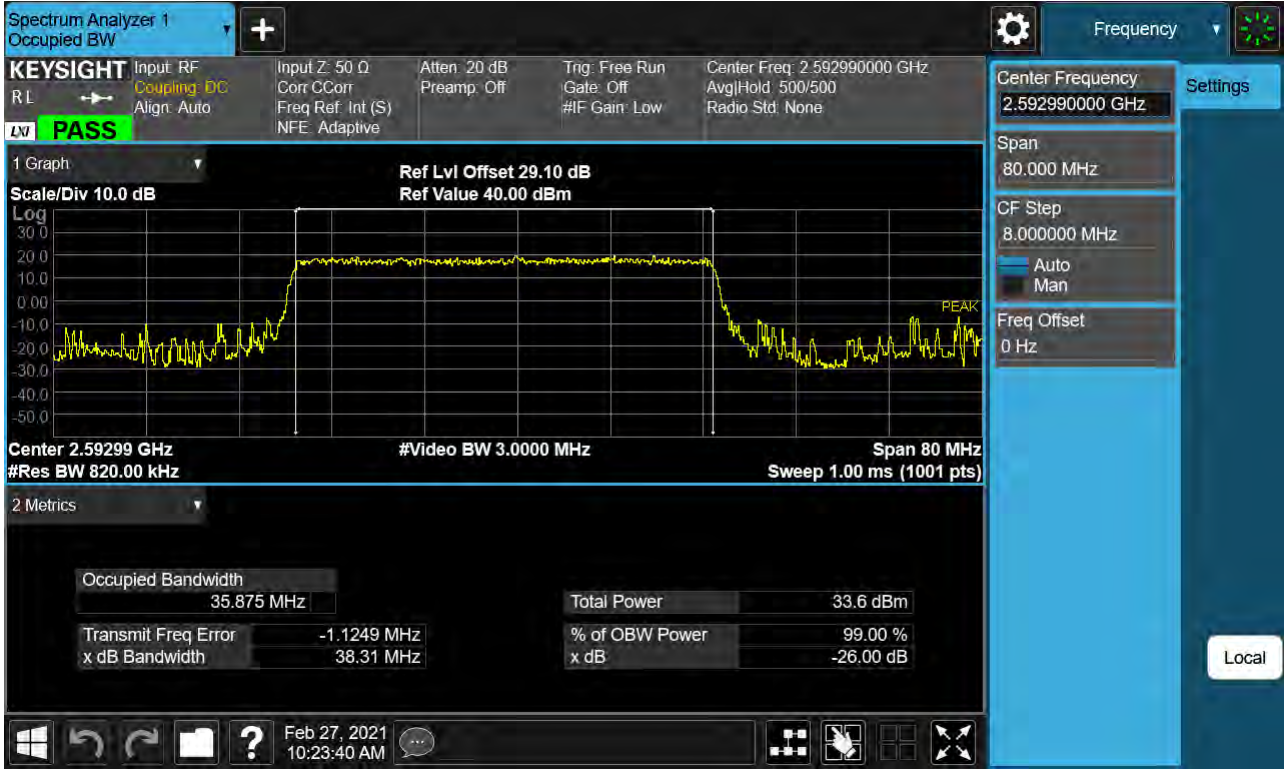 Spectrum Analyzer 1
Occupied BW
Frequency
KEYSIGHT
R L
LXI PASS
Input: RF
Coupling: DC
Align: Auto
Input Z: 50 Ω
Corr CCorr
Freq Ref: Int (S)
NFE: Adaptive
Atten: 20 dB
Preamp: Off
Trig: Free Run
Gate: Off
#IF Gain: Low
Center Freq: 2.592990000 GHz
Avg|Hold: 500/500
Radio Std: None
Center Frequency
2.592990000 GHz
Settings
Span
80.000 MHz
CF Step
8.000000 MHz
Auto
Man
Freq Offset
0 Hz
Local
1 Graph
Scale/Div 10.0 dB
Ref Lvl Offset 29.10 dB
Ref Value 40.00 dBm
Log
30.0
20.0
10.0
0.00
-10.0
-20.0
-30.0
-40.0
-50.0
PEAK
Center 2.59299 GHz
#Res BW 820.00 kHz
#Video BW 3.0000 MHz
Span 80 MHz
Sweep 1.00 ms (1001 pts)
2 Metrics
Occupied Bandwidth
35.875 MHz
Transmit Freq Error -1.1249 MHz
x dB Bandwidth 38.31 MHz
Total Power 33.6 dBm
% of OBW Power 99.00 %
x dB -26.00 dB
Feb 27, 2021
10:23:40 AM